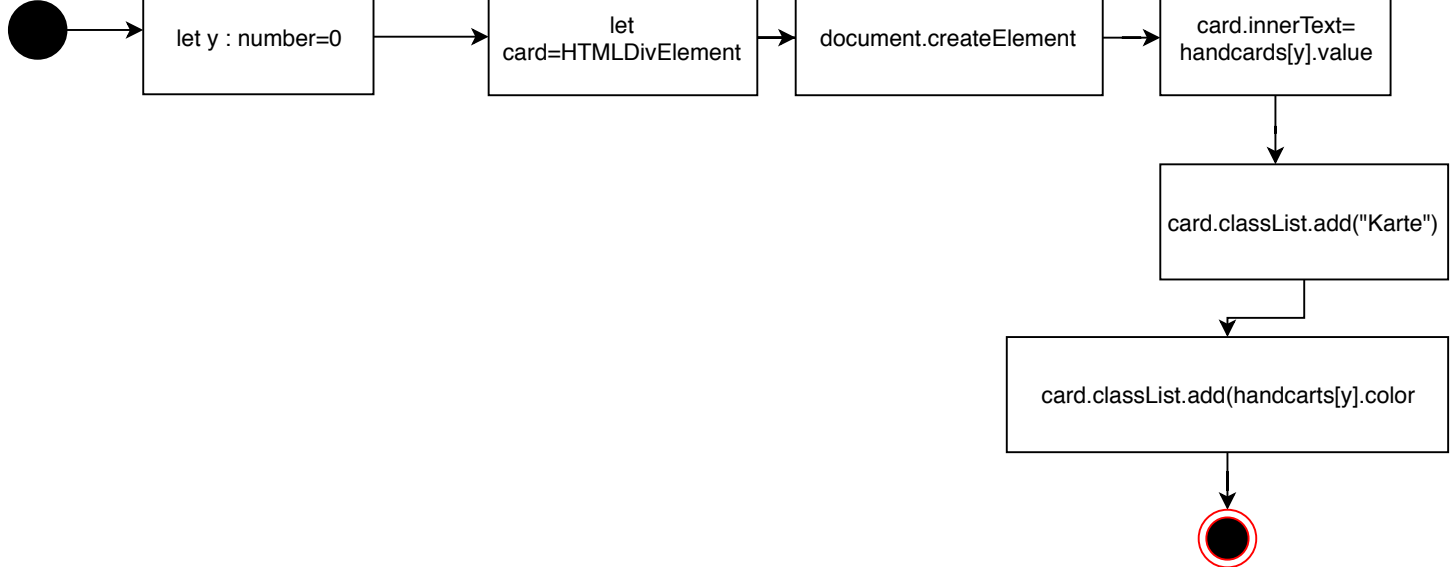 let y : number=0
let
card=HTMLDivElement
document.createElement
card.innerText=
handcards[y].value
card.classList.add("Karte")
card.classList.add(handcarts[y].color